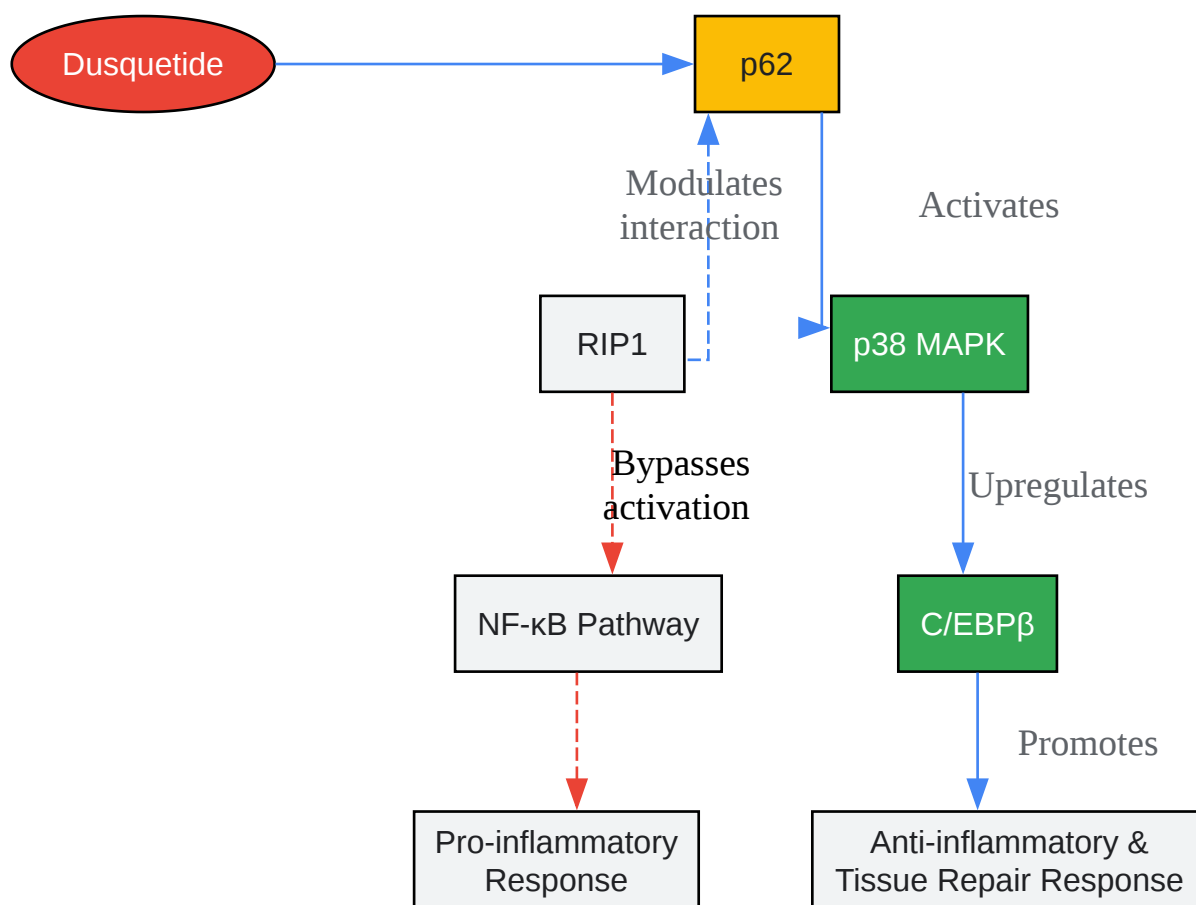 Dusquetide
p62
Modulates
interaction
Activates
RIP1
p38 MAPK
Bypasses
activation
Upregulates
NF-κB Pathway
C/EBPβ
Promotes
Pro-inflammatory
Response
Anti-inflammatory &
Tissue Repair Response